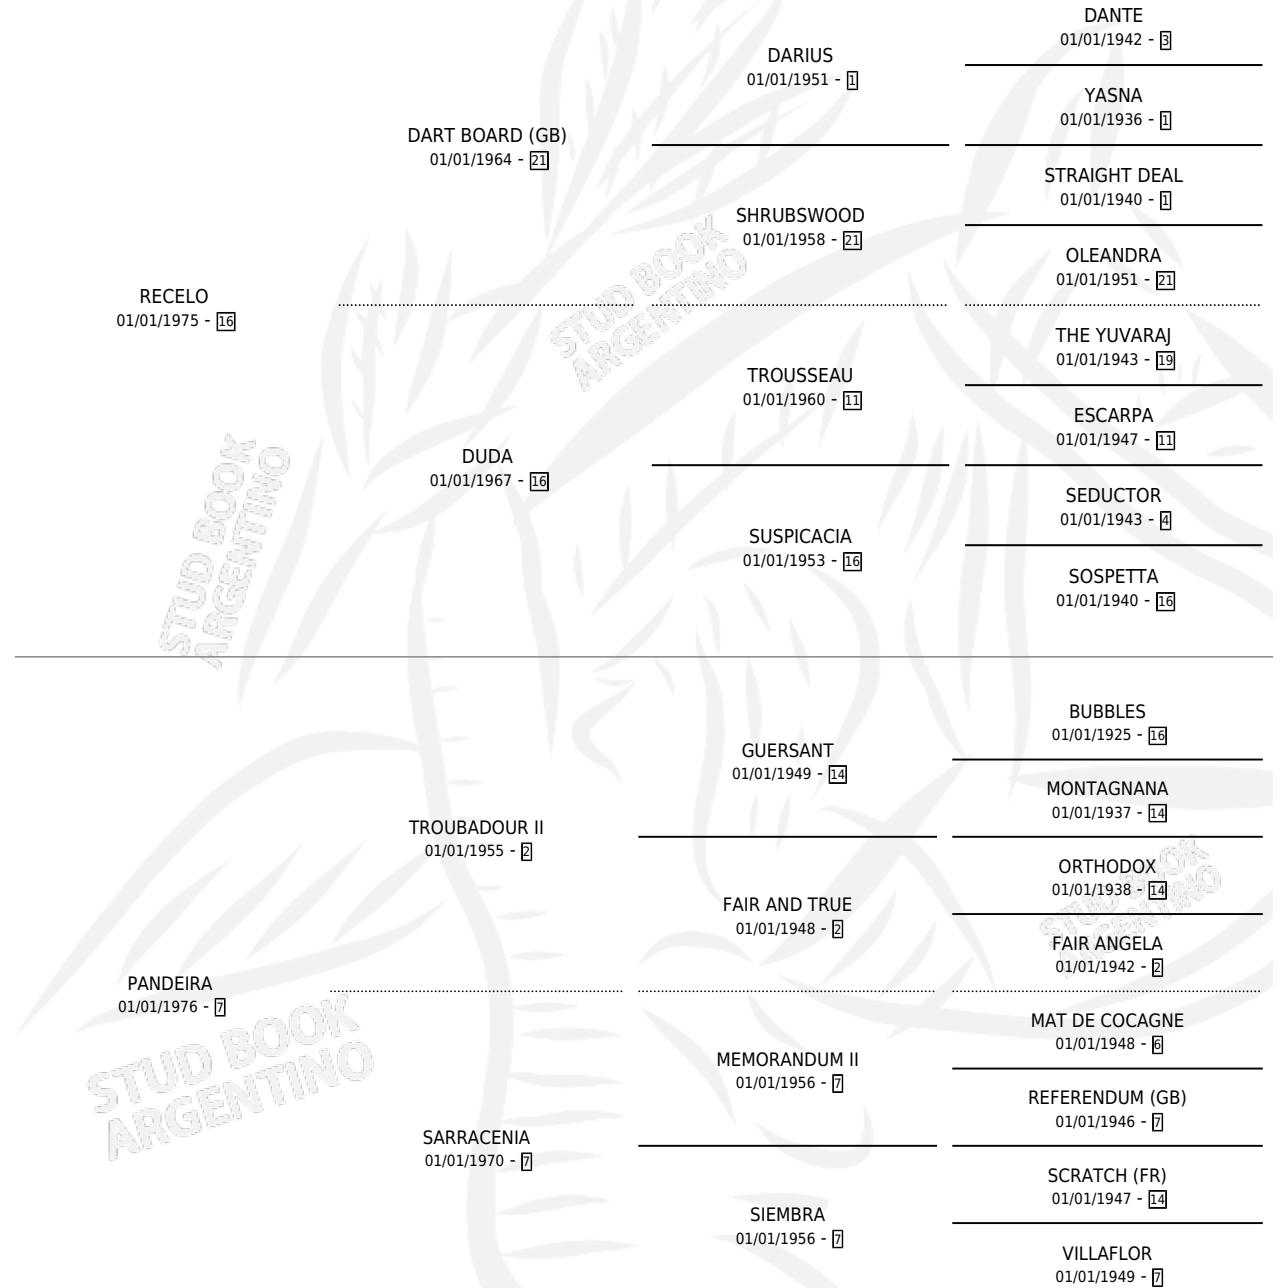 DANTE
01/01/1942 - 3
DARIUS
01/01/1951 - 1
YASNA
01/01/1936 - 1
DART BOARD (GB)
01/01/1964 - 21
STRAIGHT DEAL
01/01/1940 - 1
SHRUBSWOOD
01/01/1958 - 21
OLEANDRA
01/01/1951 - 21
RECELO
01/01/1975 - 16
STUD BOOK
ARGENTINO
THE YUVARAJ
01/01/1943 - 19
TROUSSEAU
01/01/1960 - 11
ESCARPA
01/01/1947 - 11
DUDA
01/01/1967 - 16
SEDUCTOR
01/01/1943 - 4
SUSPICACIA
01/01/1953 - 16
SOSPETTA
01/01/1940 - 16
STUD BOOK
ARGENTINO
BUBBLES
01/01/1925 - 16
GUERSANT
01/01/1949 - 14
MONTAGNANA
01/01/1937 - 14
TROUBADOUR II
01/01/1955 - 2
ORTHODOX
01/01/1938 - 14
FAIR AND TRUE
01/01/1948 - 2
FAIR ANGELA
01/01/1942 - 2
STUD BOOK
ARGENTINO
PANDEIRA
01/01/1976 - 7
MAT DE COCAGNE
01/01/1948 - 6
MEMORANDUM II
01/01/1956 - 7
REFERENDUM (GB)
01/01/1946 - 7
STUD BOOK
ARGENTINO
SARRACENIA
01/01/1970 - 7
SCRATCH (FR)
01/01/1947 - 14
SIEMBRA
01/01/1956 - 7
VILLAFLOR
01/01/1949 - 7